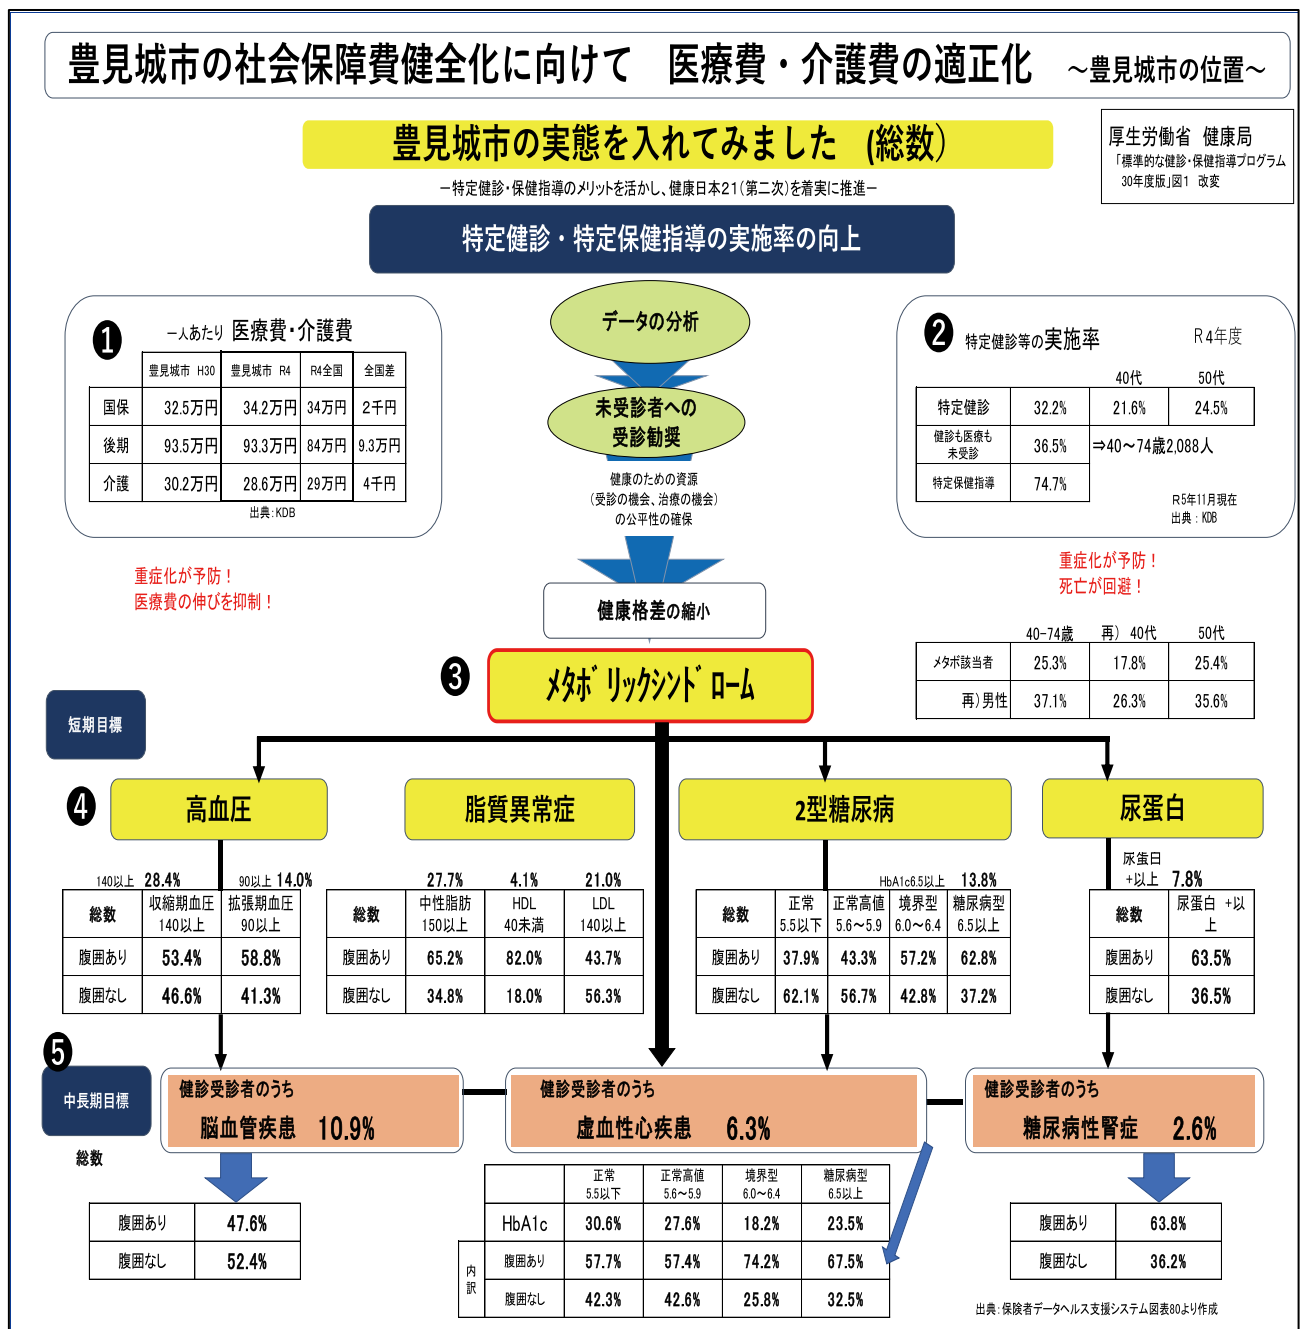 豊見城市の社会保障費健全化に向けて　医療費・介護費の適正化　～豊見城市の位置～
豊見城市の実態を入れてみました　(総数）
厚生労働省　健康局
「標準的な健診・保健指導プログラム
30年度版」図1　改変
－特定健診・保健指導のメリットを活かし、健康日本２１（第二次）を着実に推進－
特定健診・特定保健指導の実施率の向上
❶ 一人あたり 医療費・介護費
豊見城市 H30 豊見城市 R4 R4全国 全国差
国保 32.5万円 34.2万円 34万円 2千円
後期 93.5万円 93.3万円 84万円 9.3万円
介護 30.2万円 28.6万円 29万円 4千円
出典：KDB
重症化が予防！
医療費の伸びを抑制！
データの分析
未受診者への
受診勧奨
健康のための資源
（受診の機会、治療の機会）
の公平性の確保
健康格差の縮小
❷ 特定健診等の実施率 R4年度
40代 50代
特定健診 32.2% 21.6% 24.5%
健診も医療も
未受診 36.5% ⇒40～74歳2,088人
特定保健指導 74.7%
R5年11月現在
出典：KDB
重症化が予防！
死亡が回避！
40-74歳 再） 40代 50代
メタボ該当者 25.3% 17.8% 25.4%
再）男性 37.1% 26.3% 35.6%
❸ メタボリックシンドローム
短期目標
❹ 高血圧 脂質異常症 2型糖尿病 尿蛋白
140以上 28.4% 90以上 14.0%
総数 収縮期血圧 拡張期血圧
140以上 90以上
腹囲あり 53.4% 58.8%
腹囲なし 46.6% 41.3%
27.7% 4.1% 21.0%
総数 中性脂肪 HDL LDL
150以上 40未満 140以上
腹囲あり 65.2% 82.0% 43.7%
腹囲なし 34.8% 18.0% 56.3%
HbA1c6.5以上 13.8%
総数 正常 正常高値 境界型 糖尿病型
5.5以下 5.6～5.9 6.0～6.4 6.5以上
腹囲あり 37.9% 43.3% 57.2% 62.8%
腹囲なし 62.1% 56.7% 42.8% 37.2%
尿蛋白
+以上 7.8%
総数 尿蛋白 +以
上
腹囲あり 63.5%
腹囲なし 36.5%
❺
中長期目標
健診受診者のうち
脳血管疾患 10.9%
健診受診者のうち
虚血性心疾患 6.3%
健診受診者のうち
糖尿病性腎症 2.6%
総数
腹囲あり 47.6%
腹囲なし 52.4%
正常 正常高値 境界型 糖尿病型
5.5以下 5.6～5.9 6.0～6.4 6.5以上
HbA1c 30.6% 27.6% 18.2% 23.5%
内訳
腹囲あり 57.7% 57.4% 74.2% 67.5%
腹囲なし 42.3% 42.6% 25.8% 32.5%
腹囲あり 63.8%
腹囲なし 36.2%
出典：保険者データヘルス支援システム図表80より作成